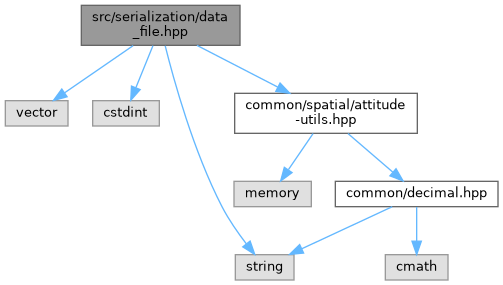 src/serialization/data
_file.hpp
vector
cstdint
common/spatial/attitude
-utils.hpp
memory
common/decimal.hpp
string
cmath